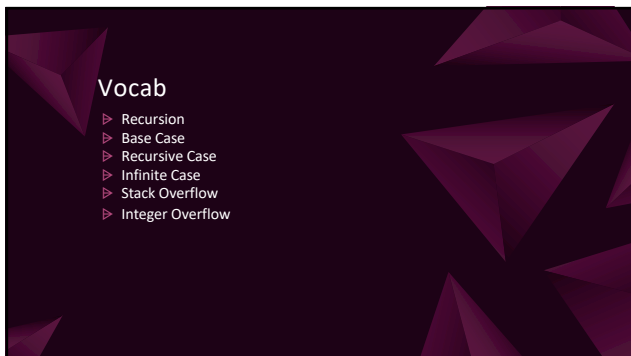 Vocab
Recursion
Base Case
Recursive Case
Infinite Case
Stack Overflow
Integer Overflow